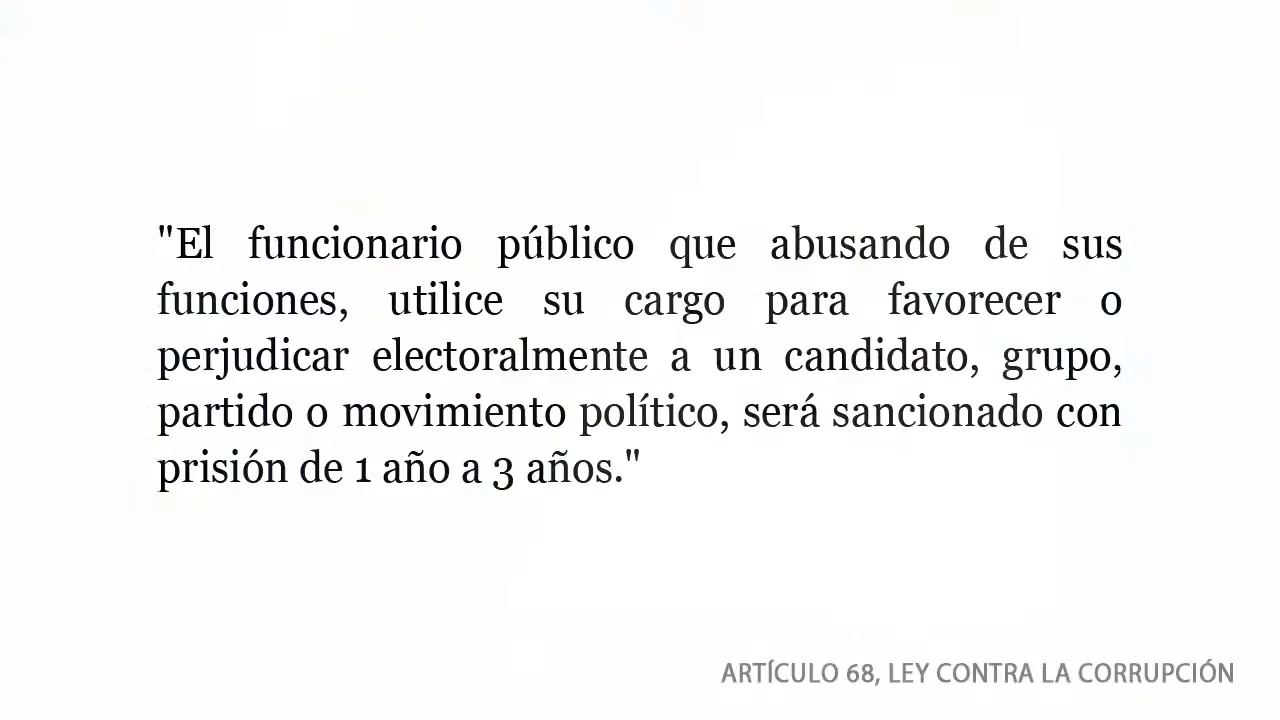 "El funcionario público que abusando de sus
funciones, utilice su cargo para favorecer o
perjudicar electoralmente a un candidato, grupo,
partido o movimiento político, será sancionado con
prisión de 1 año a 3 años."
ARTÍCULO 68, LEY CONTRA LA CORRUPCIÓN